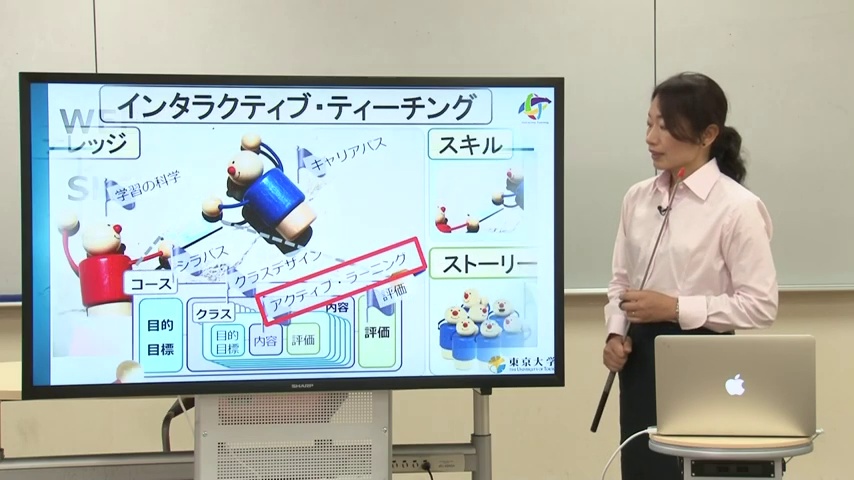 インタラクティブ・ティーチング
レッジ
スキル
キャリアパス
学習の科学
シラバス
クラスデザイン
アクティブ・ラーニング
評価
ストーリー
コース
目的
目標
クラス
内容
目的
目標
内容
評価
評価
東京大学
SHARP